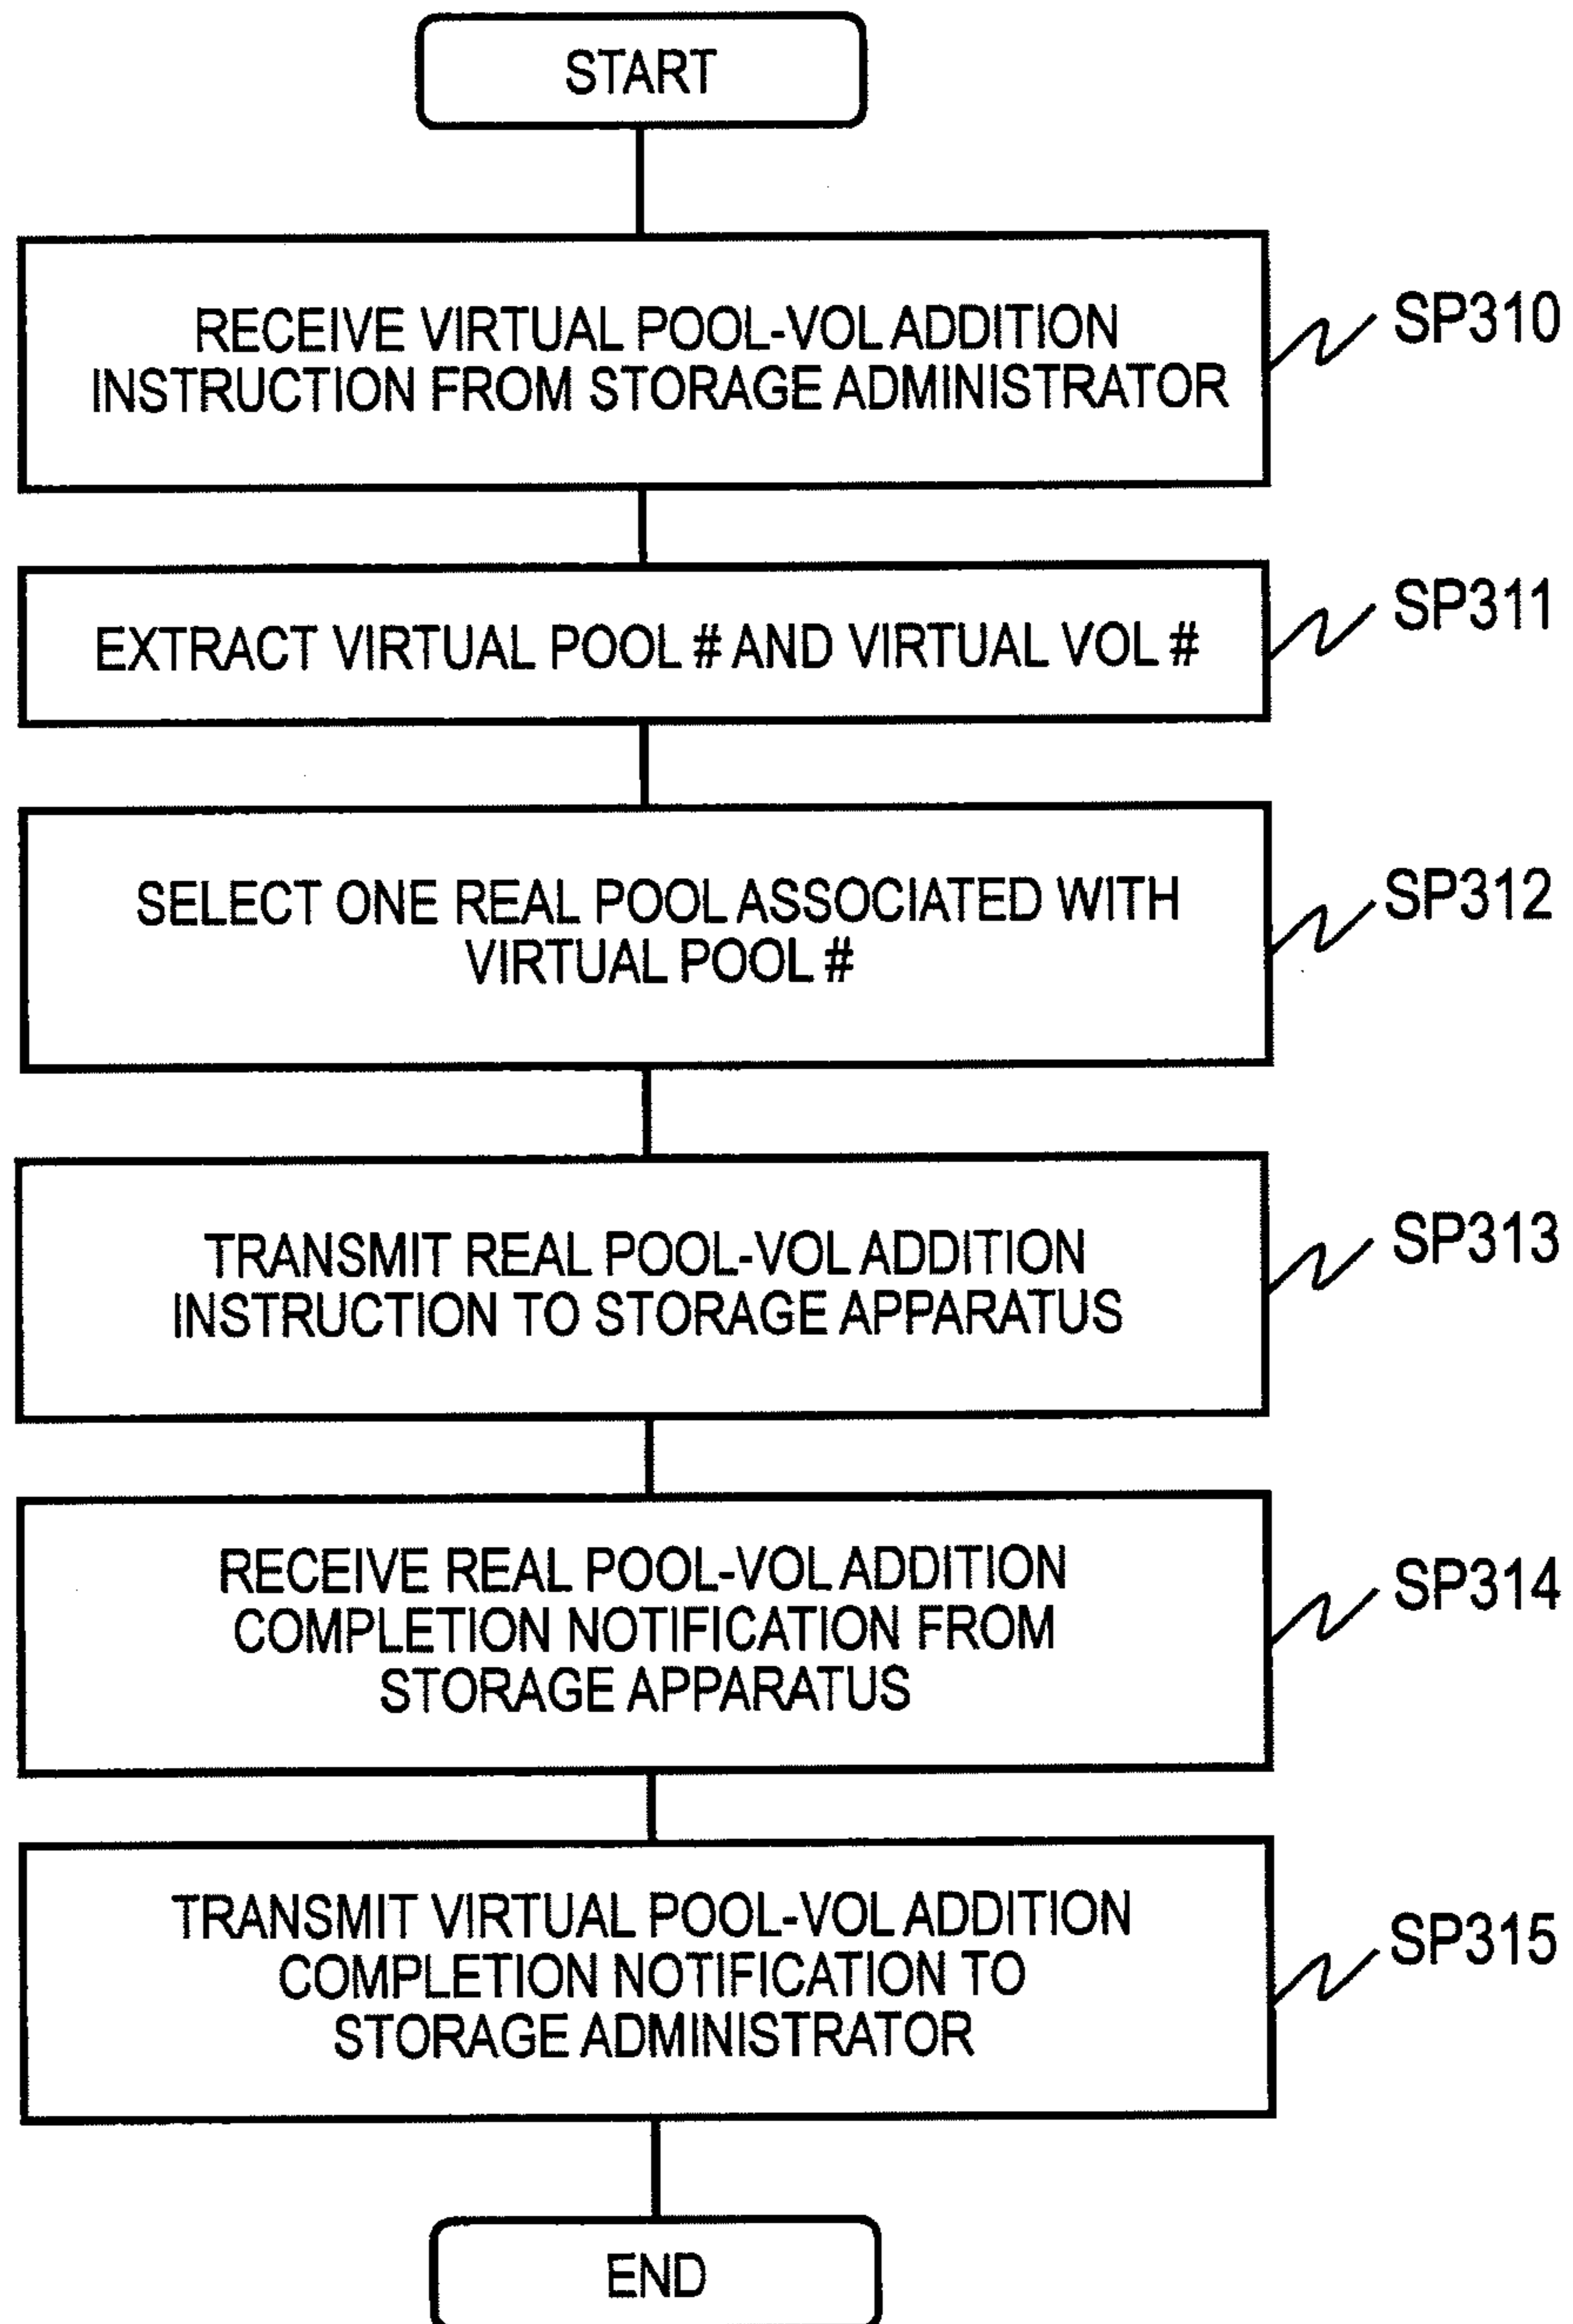 START
RECEIVE VIRTUAL POOL-VOL ADDITION
INSTRUCTION FROM STORAGE ADMINISTRATOR
SP310
EXTRACT VIRTUAL POOL # AND VIRTUAL VOL #
SP311
SELECT ONE REAL POOL ASSOCIATED WITH
VIRTUAL POOL #
SP312
TRANSMIT REAL POOL-VOL ADDITION
INSTRUCTION TO STORAGE APPARATUS
SP313
RECEIVE REAL POOL-VOL ADDITION
COMPLETION NOTIFICATION FROM
STORAGE APPARATUS
SP314
TRANSMIT VIRTUAL POOL-VOL ADDITION
COMPLETION NOTIFICATION TO
STORAGE ADMINISTRATOR
SP315
END